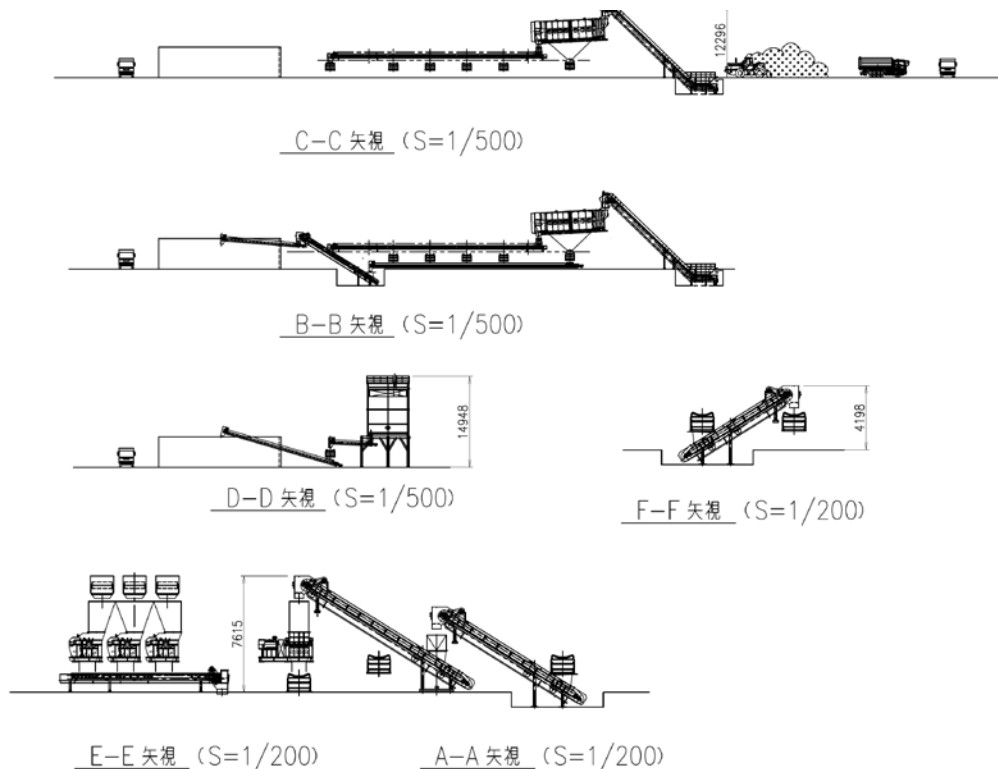 12296
C-C 矢視 (S=1/500)
B-B 矢視 (S=1/500)
14948
D-D 矢視 (S=1/500)
4198
F-F 矢視 (S=1/200)
7615
E-E 矢視 (S=1/200)
A-A 矢視 (S=1/200)